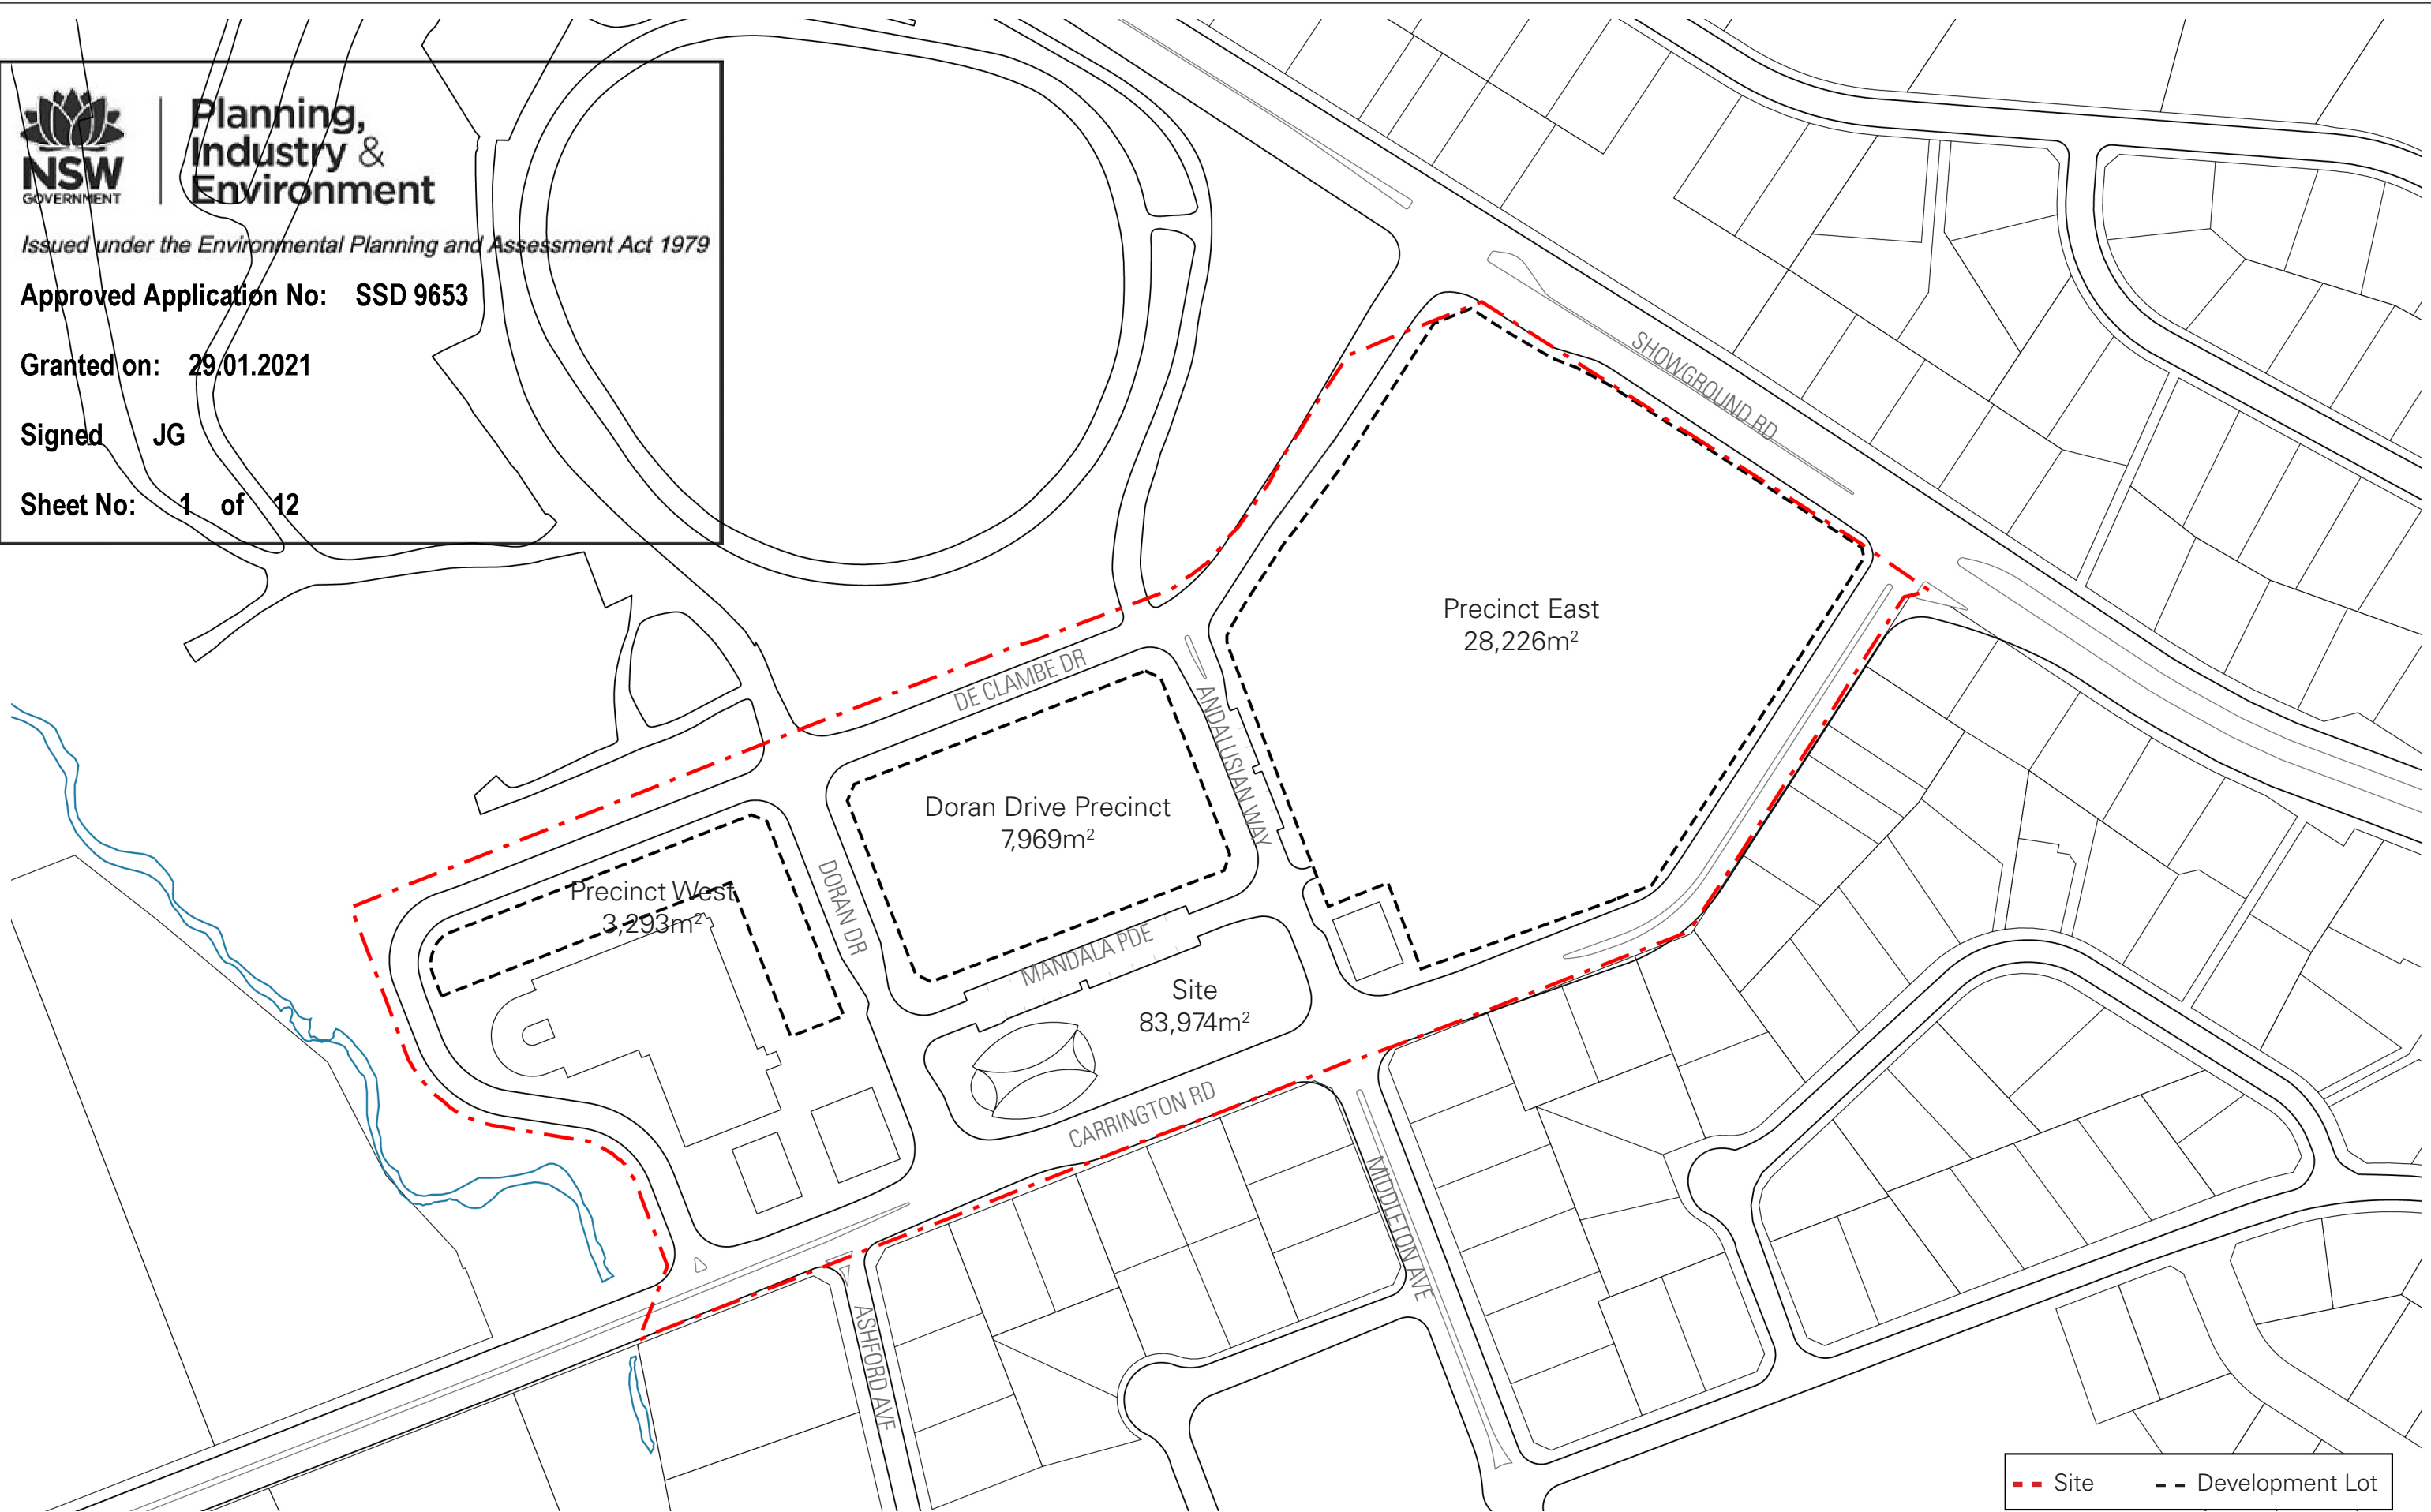 NSW
GOVERNMENT
Planning,
Industry &
Environment
Issued under the Environmental Planning and Assessment Act 1979
Approved Application No: SSD 9653
Granted on: 29.01.2021
Signed JG
Sheet No: 1 of 12
SHOWGROUND RD
Precinct East
28,226m²
DE CLAMBE DR
ANDALUSIAN WAY
Doran Drive Precinct
7,969m²
Precinct West
3,293m²
DORAN DR
MANDALA PDE
Site
83,974m²
CARRINGTON RD
MIDDLETON AVE
ASHFORD AVE
Site
Development Lot